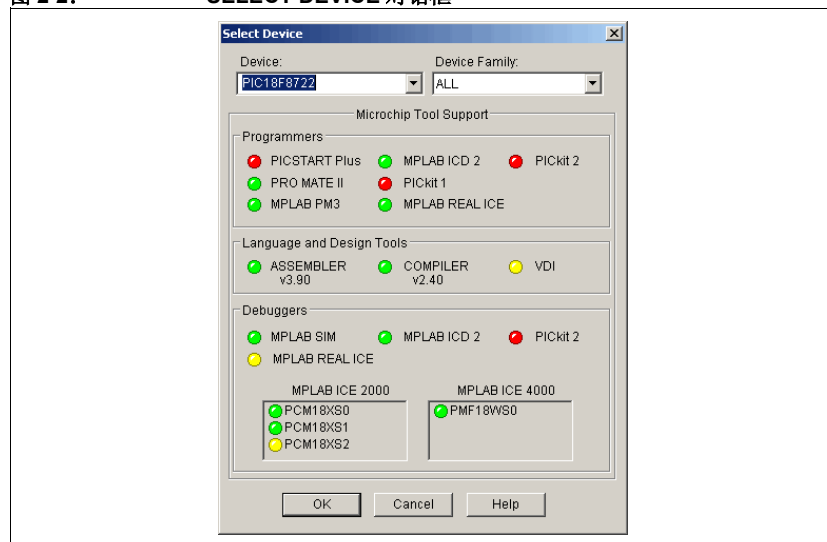 图 2-2: SELECT DEVICE 对话框
Select Device
Device: Device Family:
PIC18F8722 ALL
Microchip Tool Support
Programmers
PICSTART Plus MPLAB ICD 2 PICkit 2
PRO MATE II PICkit 1
MPLAB PM3 MPLAB REAL ICE
Language and Design Tools
ASSEMBLER COMPILER VDI
v3.90 v2.40
Debuggers
MPLAB SIM MPLAB ICD 2 PICkit 2
MPLAB REAL ICE
MPLAB ICE 2000 MPLAB ICE 4000
PCM18XS0 PMF18WS0
PCM18XS1
PCM18XS2
OK Cancel Help